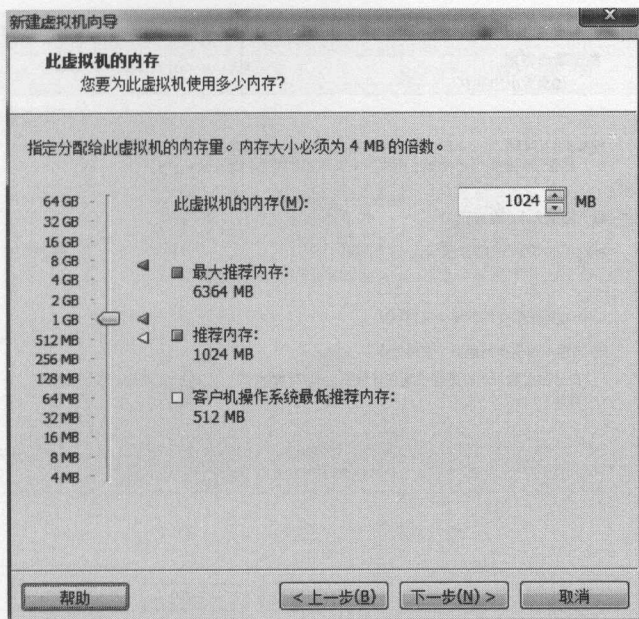 新建虚拟机向导
x
此虚拟机的内存
您要为此虚拟机使用多少内存?
指定分配给此虚拟机的内存量。内存大小必须为 4 MB 的倍数。
64 GB
32 GB
16 GB
8 GB
4 GB
2 GB
1 GB
512 MB
256 MB
128 MB
64 MB
32 MB
16 MB
8 MB
4 MB
此虚拟机的内存(M):
1024 MB
最大推荐内存:
6364 MB
推荐内存:
1024 MB
客户机操作系统最低推荐内存:
512 MB
帮助
< 上一步(B)
下一步(N) >
取消